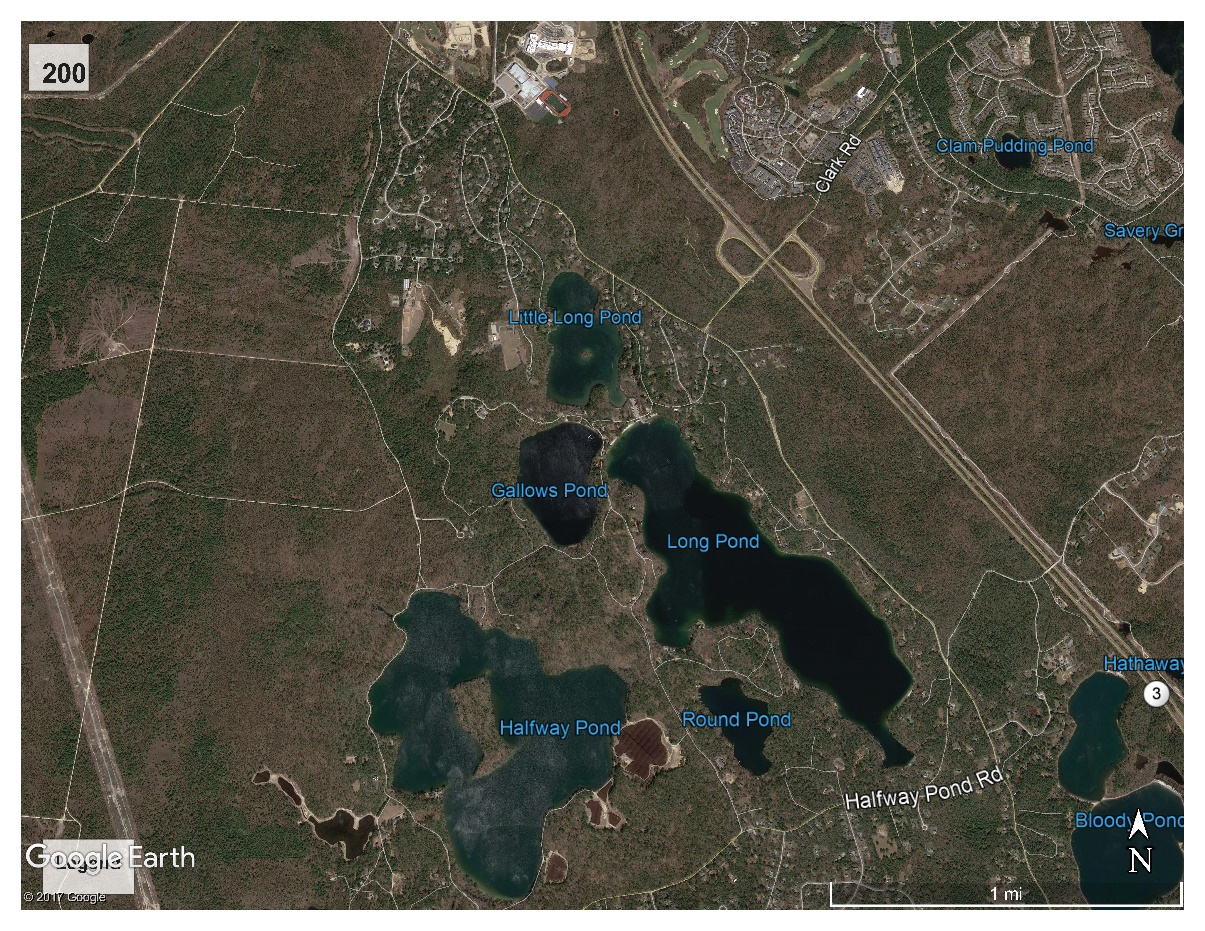 200
Clark Rd
Clam Pudding Pond
Savery Gr
Little Long Pond
Gallows Pond
Long Pond
Hathaway
3
Halfway Pond
Round Pond
Halfway Pond Rd
Bloody Pond
Google Earth
Legend
N
© 2017 Google
1 mi